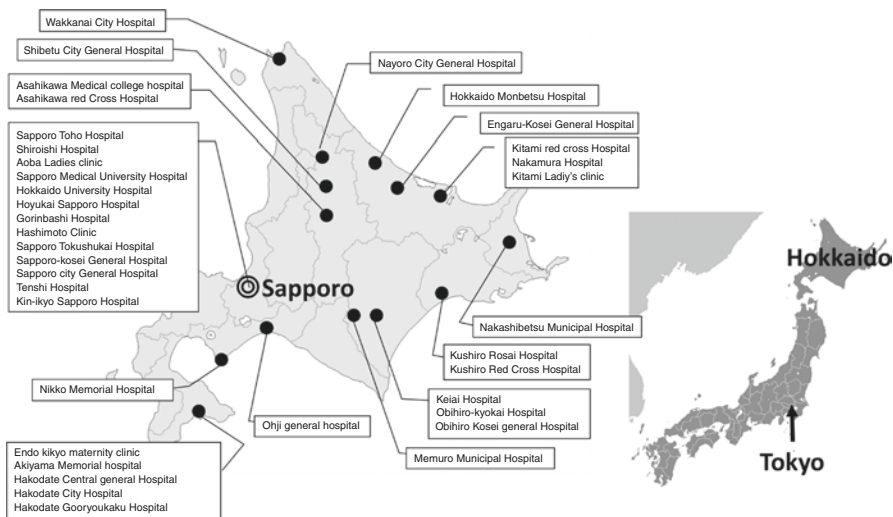 Wakkanai City Hospital
Shibetu City General Hospital
Asahikawa Medical college hospital
Asahikawa red Cross Hospital
Sapporo Toho Hospital
Shiroishi Hospital
Aoba Ladies clinic
Sapporo Medical University Hospital
Hokkaido University Hospital
Hoyukai Sapporo Hospital
Gorinbashi Hospital
Hashimoto Clinic
Sapporo Tokushukai Hospital
Sapporo-kosei General Hospital
Sapporo city General Hospital
Tenshi Hospital
Kin-ikyo Sapporo Hospital
Nikko Memorial Hospital
Endo kikyo maternity clinic
Akiyama Memorial hospital
Hakodate Central general Hospital
Hakodate City Hospital
Hakodate Gooryoukaku Hospital
Sapporo
Ohji general hospital
Nayoro City General Hospital
Hokkaido Monbetsu Hospital
Engaru-Kosei General Hospital
Kitami red cross Hospital
Nakamura Hospital
Kitami Ladiy's clinic
Nakashibetsu Municipal Hospital
Kushiro Rosai Hospital
Kushiro Red Cross Hospital
Keiai Hospital
Obihiro-kyokai Hospital
Obihiro Kosei general Hospital
Memuro Municipal Hospital
Hokkaido
Tokyo